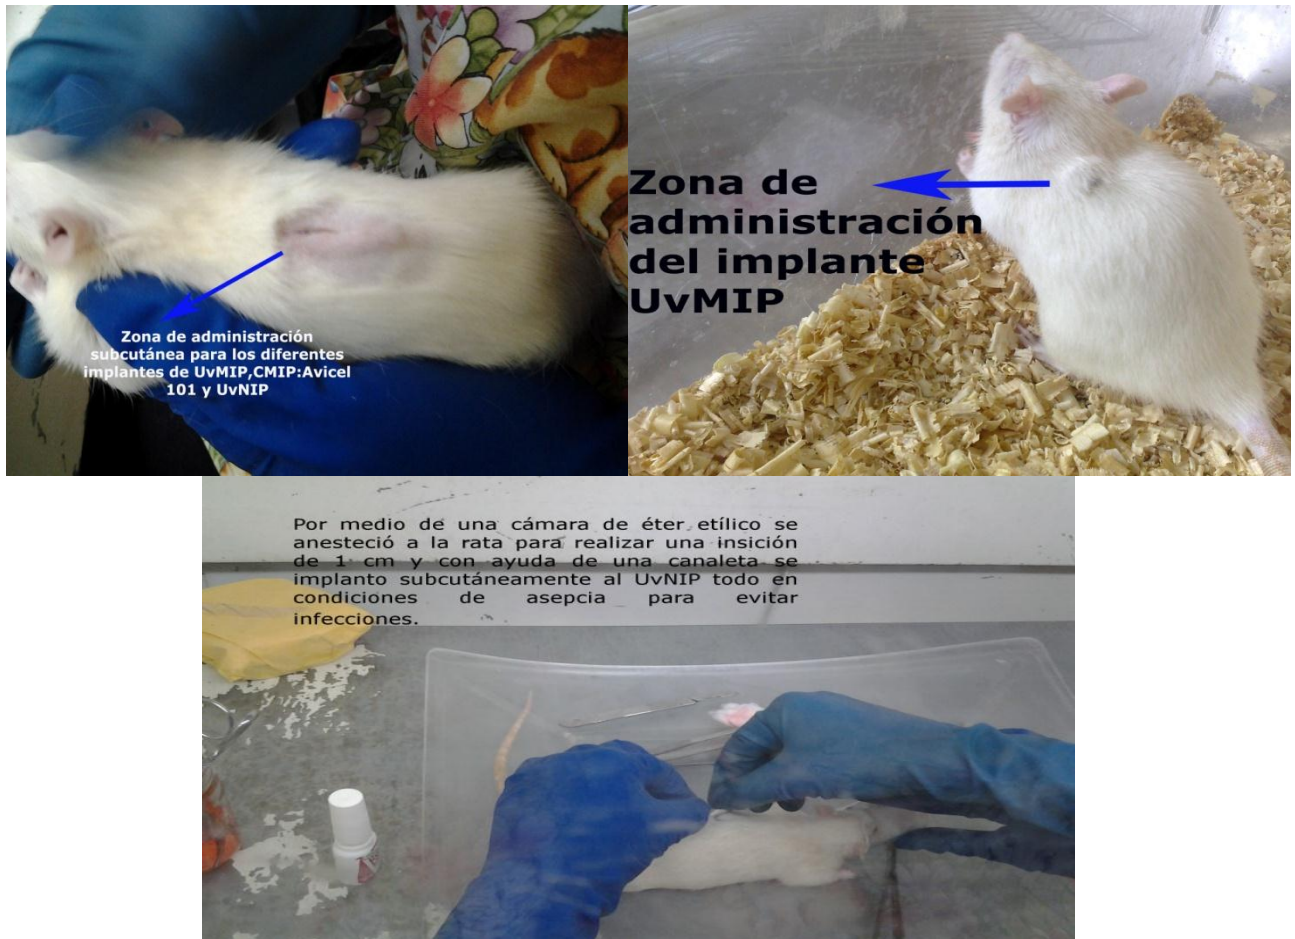 Zona de administración
subcutánea para los diferentes
implantes de UvMIP,CMIP:Avicel
101 y UvNIP
Zona de
administración
del implante
UvMIP
Por medio de una cámara de éter etílico se
anesteció a la rata para realizar una insición
de 1 cm y con ayuda de una canaleta se
implanto subcutáneamente al UvNIP todo en
condiciones de asepcia para evitar
infecciones.